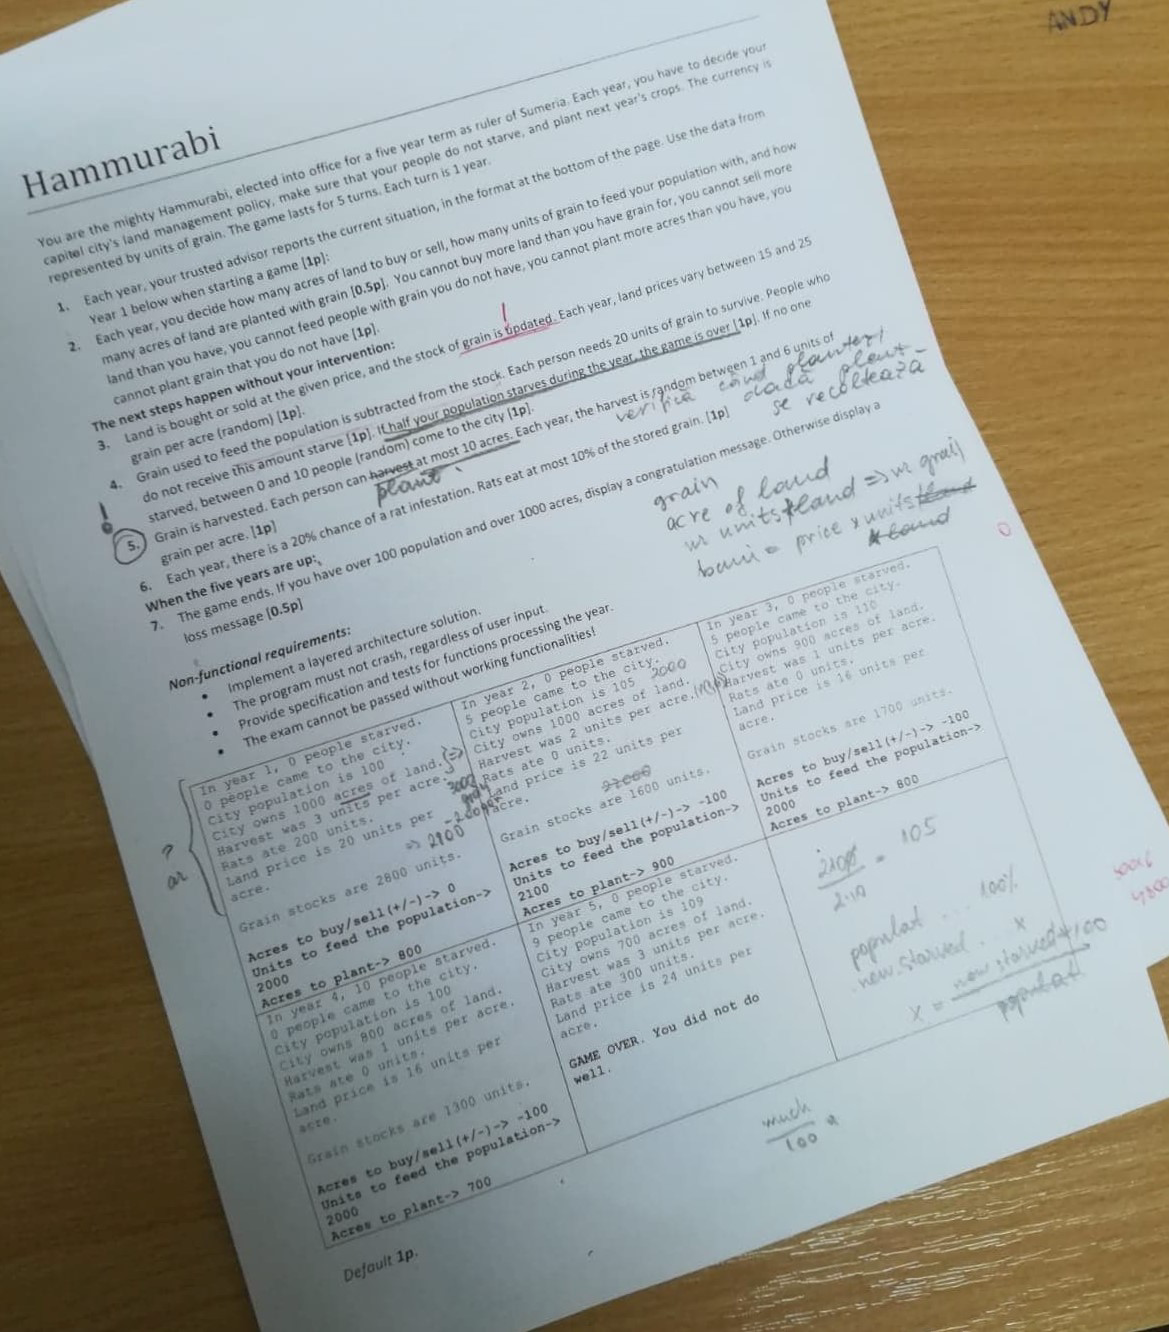 ANDY
Hammurabi
You are the mighty Hammurabi, elected into office for a five year term as ruler of Sumeria. Each year, you have to decide your
capitol city's land management policy, make sure that your people do not starve, and plant next year's crops. The currency is
represented by units of grain. The game lasts for 5 turns. Each turn is 1 year.
1. Each year, your trusted advisor reports the current situation, in the format at the bottom of the page. Use the data from
Year 1 below when starting a game [1p]:
2. Each year, you decide how many acres of land to buy or sell, how many units of grain to feed your population with, and how
many acres of land are planted with grain [0.5p]. You cannot buy more land than you have grain for, you cannot sell more
land than you have, you cannot feed people with grain you do not have, you cannot plant more acres than you have, you
cannot plant grain that you do not have [1p].
The next steps happen without your intervention:
3. Land is bought or sold at the given price, and the stock of grain is updated. Each year, land prices vary between 15 and 25
grain per acre (random) [1p].
4. Grain used to feed the population is subtracted from the stock. Each person needs 20 units of grain to survive. People who
do not receive this amount starve [1p]. If half your population starves during the year, the game is over [1p]. If no one
starved, between 0 and 10 people (random) come to the city [1p].
!
5. Grain is harvested. Each person can harvest at most 10 acres. Each year, the harvest is random between 1 and 6 units of
grain per acre. [1p]
plant
verifică când plantez/
dacă plant -
se recoltează
6. Each year, there is a 20% chance of a rat infestation. Rats eat at most 10% of the stored grain. [1p]
When the five years are up:
7. The game ends. If you have over 100 population and over 1000 acres, display a congratulation message. Otherwise display a
loss message [0.5p]
grain
acre of land
Non-functional requirements:
• Implement a layered architecture solution.
• The program must not crash, regardless of user input.
• Provide specification and tests for functions processing the year.
• The exam cannot be passed without working functionalities!
0
? 
In year 1, 0 people starved.
0 people came to the city.
City population is 100
City owns 1000 acres of land.
Harvest was 3 units per acre.
Rats ate 200 units.
Land price is 20 units per
acre.
Grain stocks are 2800 units.
Acres to buy/sell(+/-)-> 0
Units to feed the population->
2000
Acres to plant-> 800
In year 2, 0 people starved.
5 people came to the city.
City population is 105 2000
City owns 1000 acres of land.
Harvest was 2 units per acre.
Rats ate 0 units.
Land price is 22 units per
acre.
Grain stocks are 1600 units.
Acres to buy/sell(+/-)-> -100
Units to feed the population->
2100
Acres to plant-> 900
In year 3, 0 people starved.
5 people came to the city.
City population is 110
City owns 900 acres of land.
Harvest was 1 units per acre.
Rats ate 0 units.
Land price is 16 units per
acre.
Grain stocks are 1700 units.
Acres to buy/sell(+/-)-> -100
Units to feed the population->
2000
Acres to plant-> 800
In year 4, 10 people starved.
0 people came to the city.
City population is 100
City owns 800 acres of land.
Harvest was 1 units per acre.
Rats ate 0 units.
Land price is 16 units per
acre.
Grain stocks are 1300 units.
Acres to buy/sell(+/-)-> -100
Units to feed the population->
2000
Acres to plant-> 700
In year 5, 0 people starved.
9 people came to the city.
City population is 109
City owns 700 acres of land.
Harvest was 3 units per acre.
Rats ate 300 units.
Land price is 24 units per
acre.
GAME OVER. You did not do
well.
= 105
populat . . . 100%
new.starved . . x
x = new starved * 100
populat
much
100 *
Default 1p.